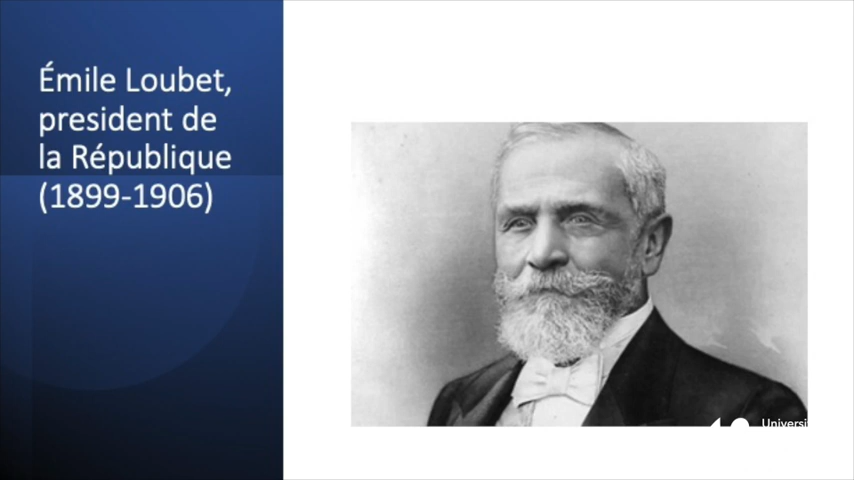 Émile Loubet,
president de
la République
(1899-1906)